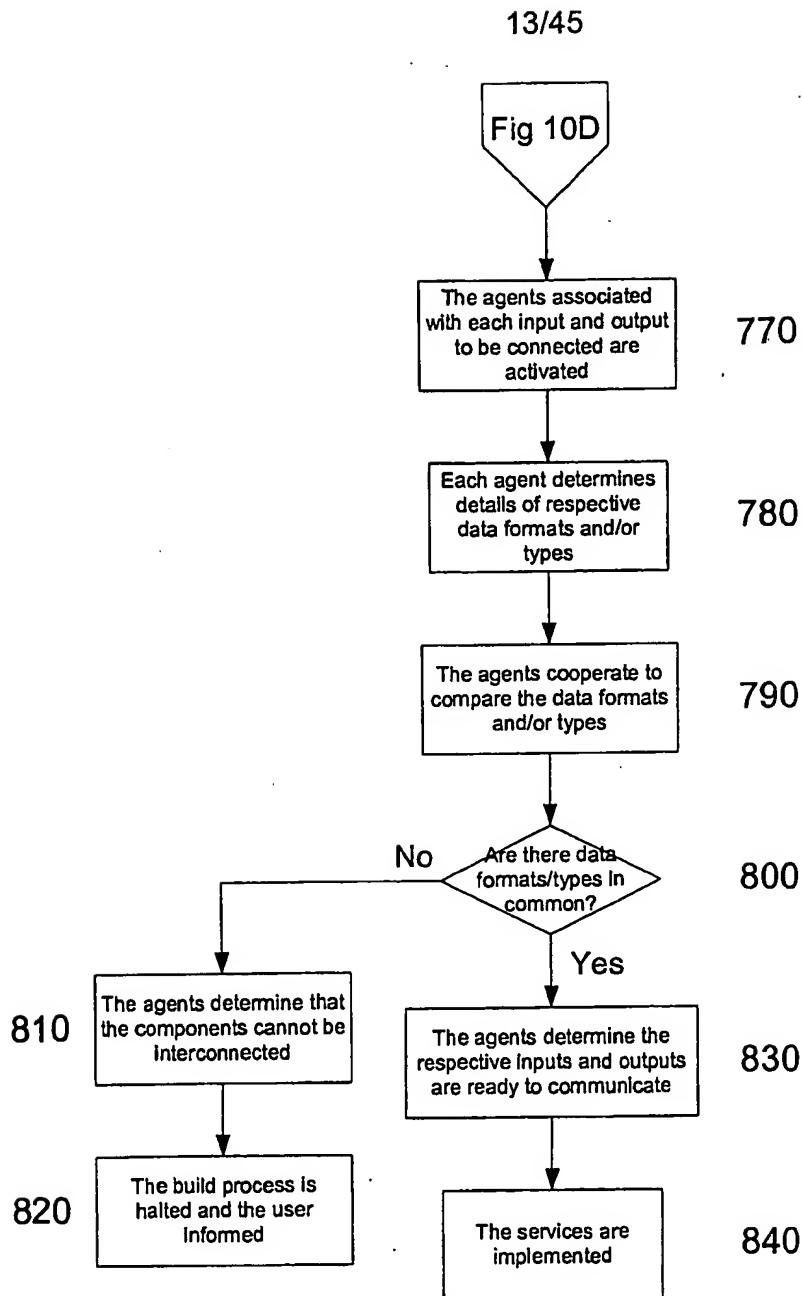 13/45
Fig 10D
The agents associated
with each input and output
to be connected are
activated
770
Each agent determines
details of respective
data formats and/or
types
780
The agents cooperate to
compare the data formats
and/or types
790
No
Are there data
formats/types in
common?
800
Yes
810
The agents determine that
the components cannot be
interconnected
The agents determine the
respective inputs and outputs
are ready to communicate
830
820
The build process is
halted and the user
informed
The services are
implemented
840